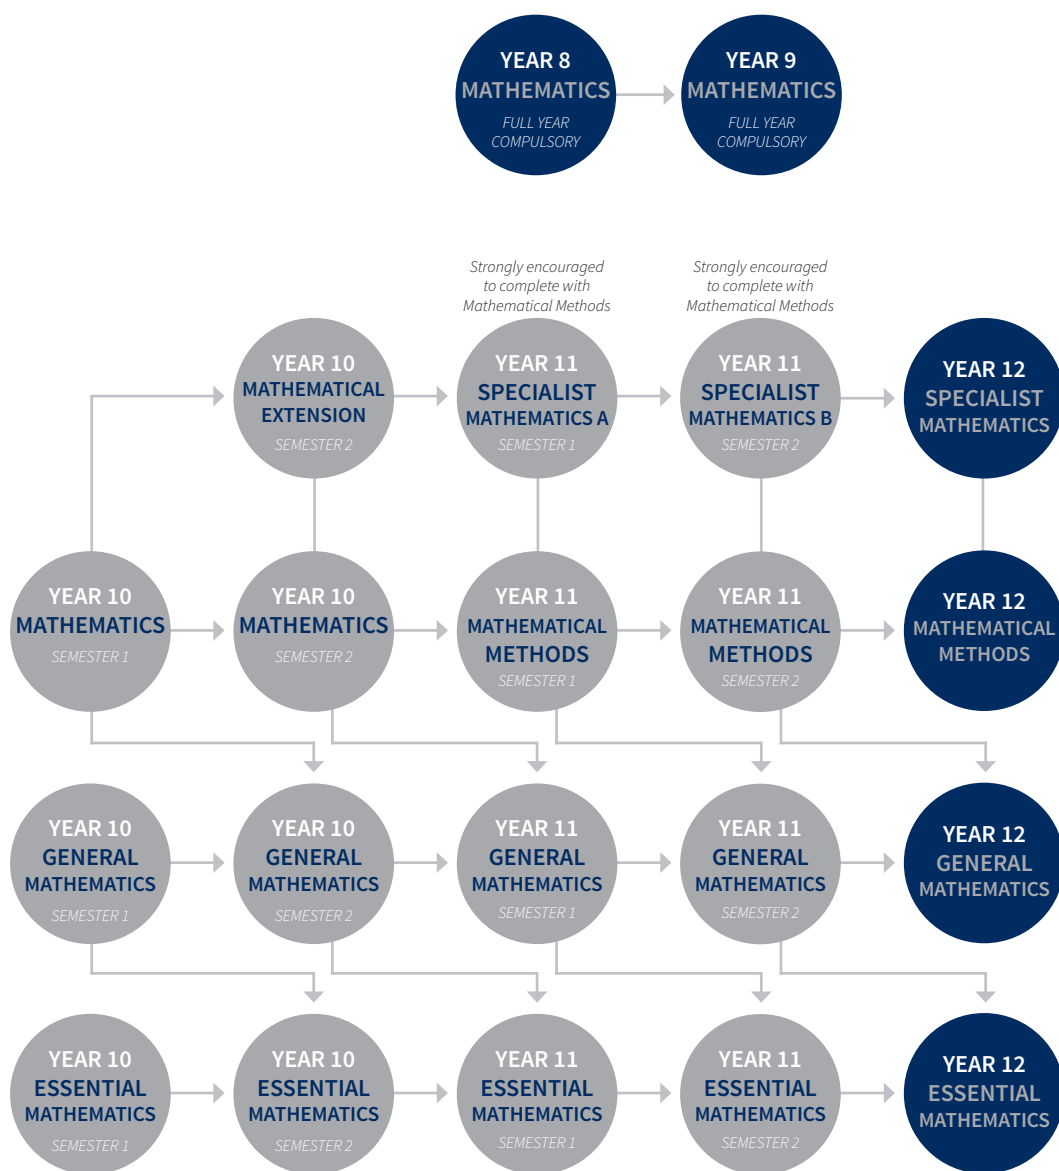 YEAR 8
MATHEMATICS
FULL YEAR
COMPULSORY
YEAR 9
MATHEMATICS
FULL YEAR
COMPULSORY
Strongly encouraged
to complete with
Mathematical Methods
Strongly encouraged
to complete with
Mathematical Methods
YEAR 10
MATHEMATICAL
EXTENSION
SEMESTER 2
YEAR 11
SPECIALIST
MATHEMATICS A
SEMESTER 1
YEAR 11
SPECIALIST
MATHEMATICS B
SEMESTER 2
YEAR 12
SPECIALIST
MATHEMATICS
YEAR 10
MATHEMATICS
SEMESTER 1
YEAR 10
MATHEMATICS
SEMESTER 2
YEAR 11
MATHEMATICAL
METHODS
SEMESTER 1
YEAR 11
MATHEMATICAL
METHODS
SEMESTER 2
YEAR 12
MATHEMATICAL
METHODS
YEAR 10
GENERAL
MATHEMATICS
SEMESTER 1
YEAR 10
GENERAL
MATHEMATICS
SEMESTER 2
YEAR 11
GENERAL
MATHEMATICS
SEMESTER 1
YEAR 11
GENERAL
MATHEMATICS
SEMESTER 2
YEAR 12
GENERAL
MATHEMATICS
YEAR 10
ESSENTIAL
MATHEMATICS
SEMESTER 1
YEAR 10
ESSENTIAL
MATHEMATICS
SEMESTER 2
YEAR 11
ESSENTIAL
MATHEMATICS
SEMESTER 1
YEAR 11
ESSENTIAL
MATHEMATICS
SEMESTER 2
YEAR 12
ESSENTIAL
MATHEMATICS